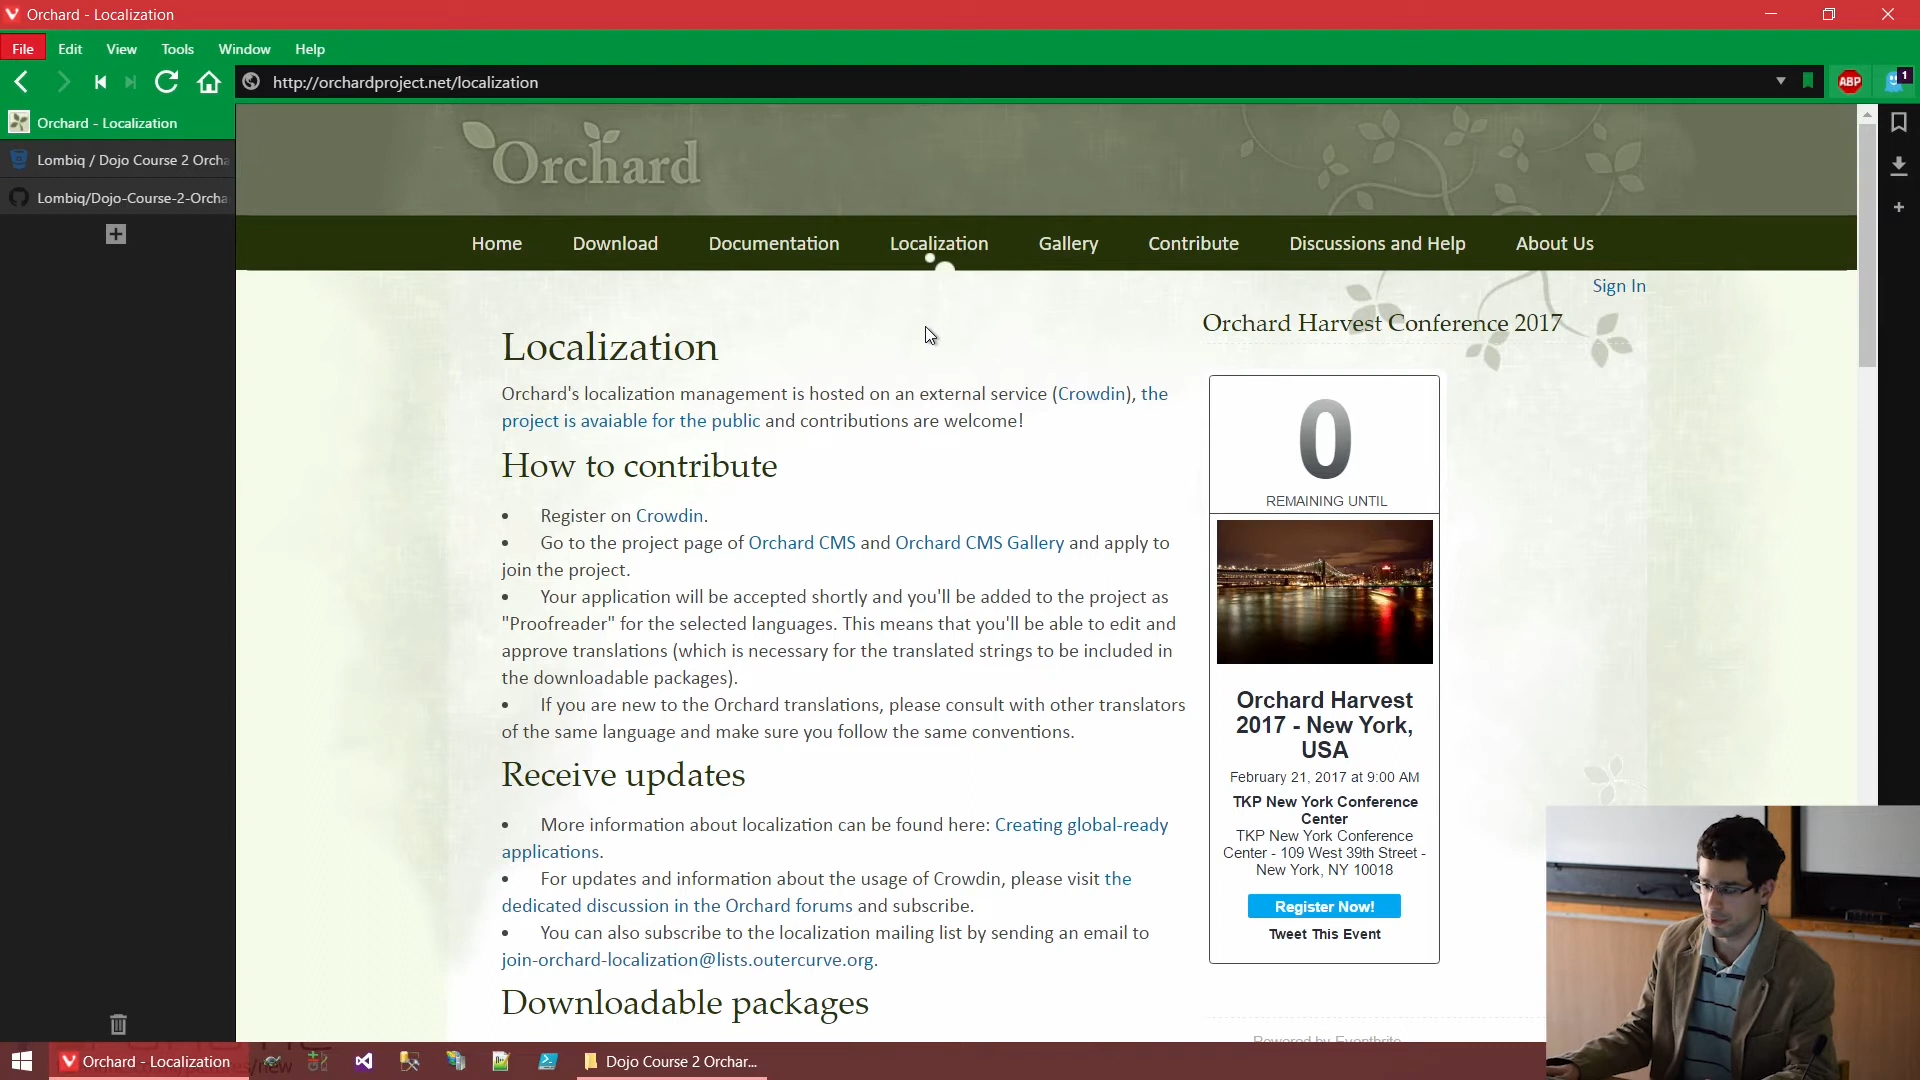 Orchard - Localization
File Edit View Tools Window Help
http://orchardproject.net/localization
ABP
1
Orchard - Localization
Lombiq / Dojo Course 2 Orcha
Lombiq/Dojo-Course-2-Orcha
Orchard
Home Download Documentation Localization Gallery Contribute Discussions and Help About Us
Sign In
Localization
Orchard's localization management is hosted on an external service (Crowdin), the
project is avaiable for the public and contributions are welcome!
How to contribute
• Register on Crowdin.
• Go to the project page of Orchard CMS and Orchard CMS Gallery and apply to
join the project.
• Your application will be accepted shortly and you'll be added to the project as
"Proofreader" for the selected languages. This means that you'll be able to edit and
approve translations (which is necessary for the translated strings to be included in
the downloadable packages).
• If you are new to the Orchard translations, please consult with other translators
of the same language and make sure you follow the same conventions.
Receive updates
• More information about localization can be found here: Creating global-ready
applications.
• For updates and information about the usage of Crowdin, please visit the
dedicated discussion in the Orchard forums and subscribe.
• You can also subscribe to the localization mailing list by sending an email to
join-orchard-localization@lists.outercurve.org.
Downloadable packages
Orchard Harvest Conference 2017
0
REMAINING UNTIL
Orchard Harvest
2017 - New York,
USA
February 21, 2017 at 9:00 AM
TKP New York Conference
Center
TKP New York Conference
Center - 109 West 39th Street -
New York, NY 10018
Register Now!
Tweet This Event
Powered by Eventbrite
Orchard - Localization
Dojo Course 2 Orchar...